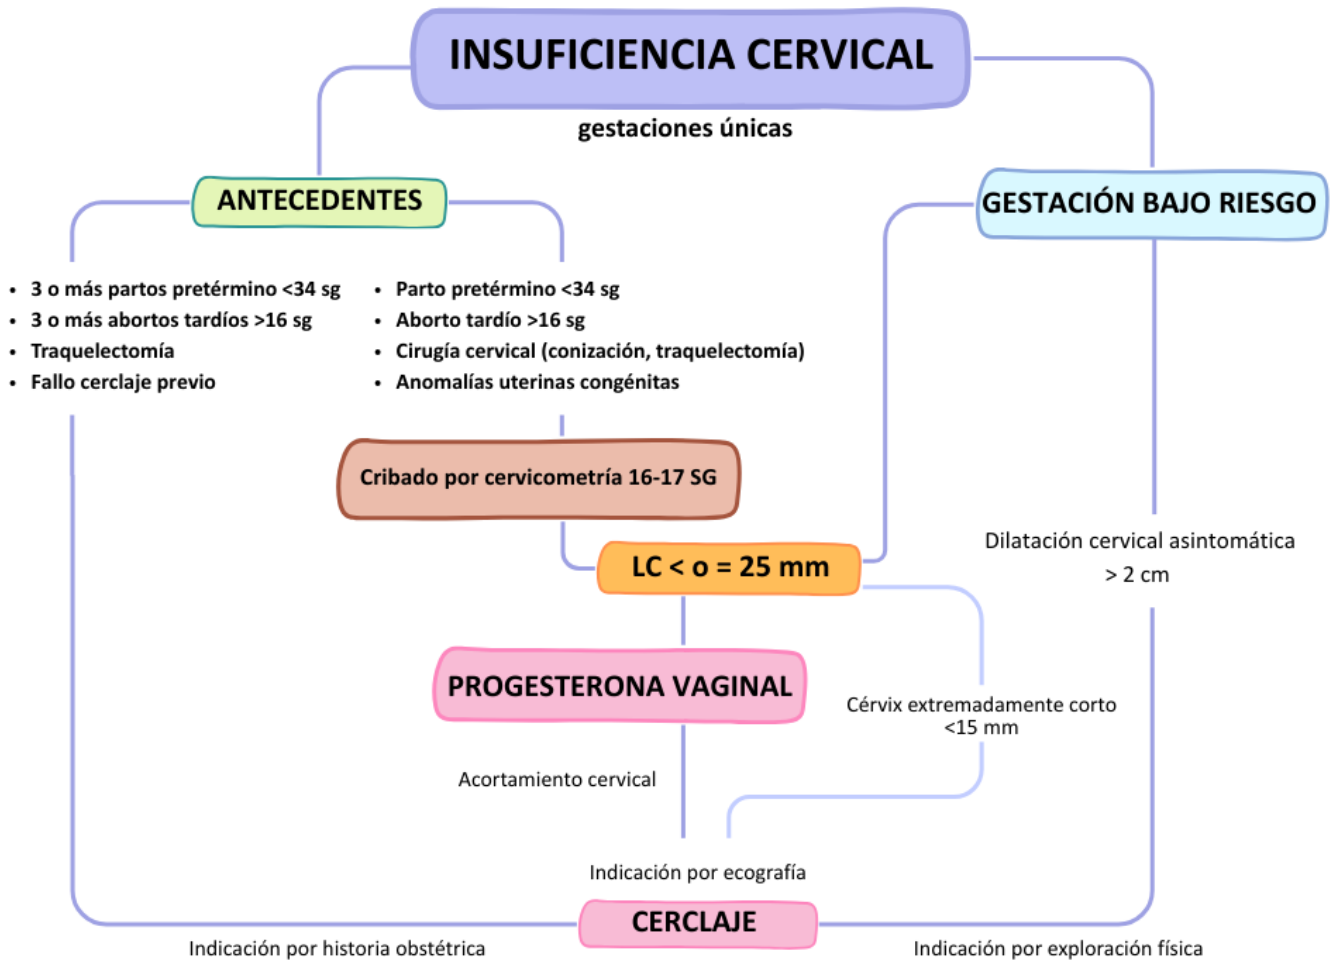 INSUFICIENCIA CERVICAL
gestaciones únicas
ANTECEDENTES
GESTACIÓN BAJO RIESGO
• 3 o más partos pretérmino <34 sg
• 3 o más abortos tardíos >16 sg
• Traquelectomía
• Fallo cerclaje previo
• Parto pretérmino <34 sg
• Aborto tardío >16 sg
• Cirugía cervical (conización, traquelectomía)
• Anomalías uterinas congénitas
Cribado por cervicometría 16-17 SG
LC < o = 25 mm
Dilatación cervical asintomática
> 2 cm
PROGESTERONA VAGINAL
Cérvix extremadamente corto
<15 mm
Acortamiento cervical
Indicación por ecografía
CERCLAJE
Indicación por historia obstétrica
Indicación por exploración física